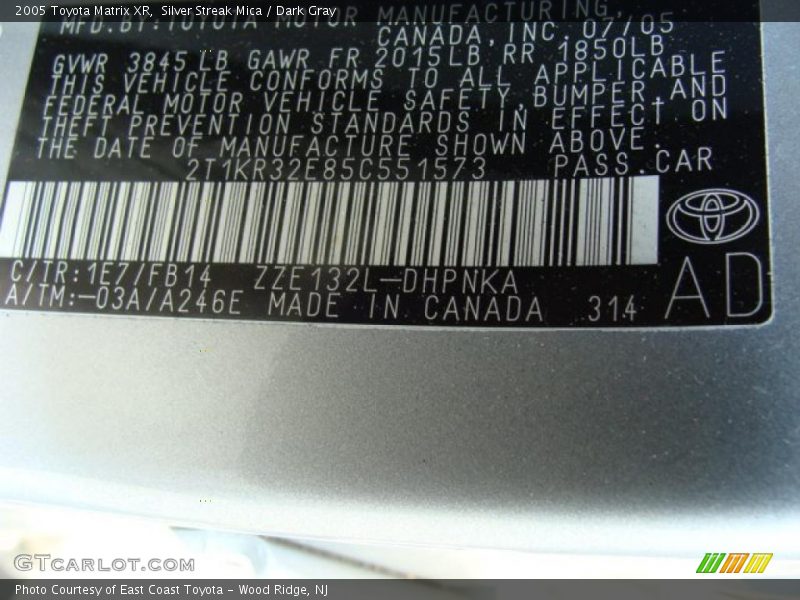 2005 Toyota Matrix XR, Silver Streak Mica / Dark Gray
MFD.BY:TOYOTA MOTOR MANUFACTURING,
CANADA, INC. 07/05
GVWR 3845LB GAWR FR 2015LB, RR 1850LB
THIS VEHICLE CONFORMS TO ALL APPLICABLE
FEDERAL MOTOR VEHICLE SAFETY,BUMPER, AND
THEFT PREVENTION STANDARDS IN EFFECT ON
THE DATE OF MANUFACTURE SHOWN ABOVE.
2T1KR32E85C551573 PASS.CAR
C/TR:1E7/FB14 ZZE132L-DHPNKA
A/TM:-03A/A246E MADE IN CANADA 314 AD
GTCARLOT.COM
Photo Courtesy of East Coast Toyota - Wood Ridge, NJ